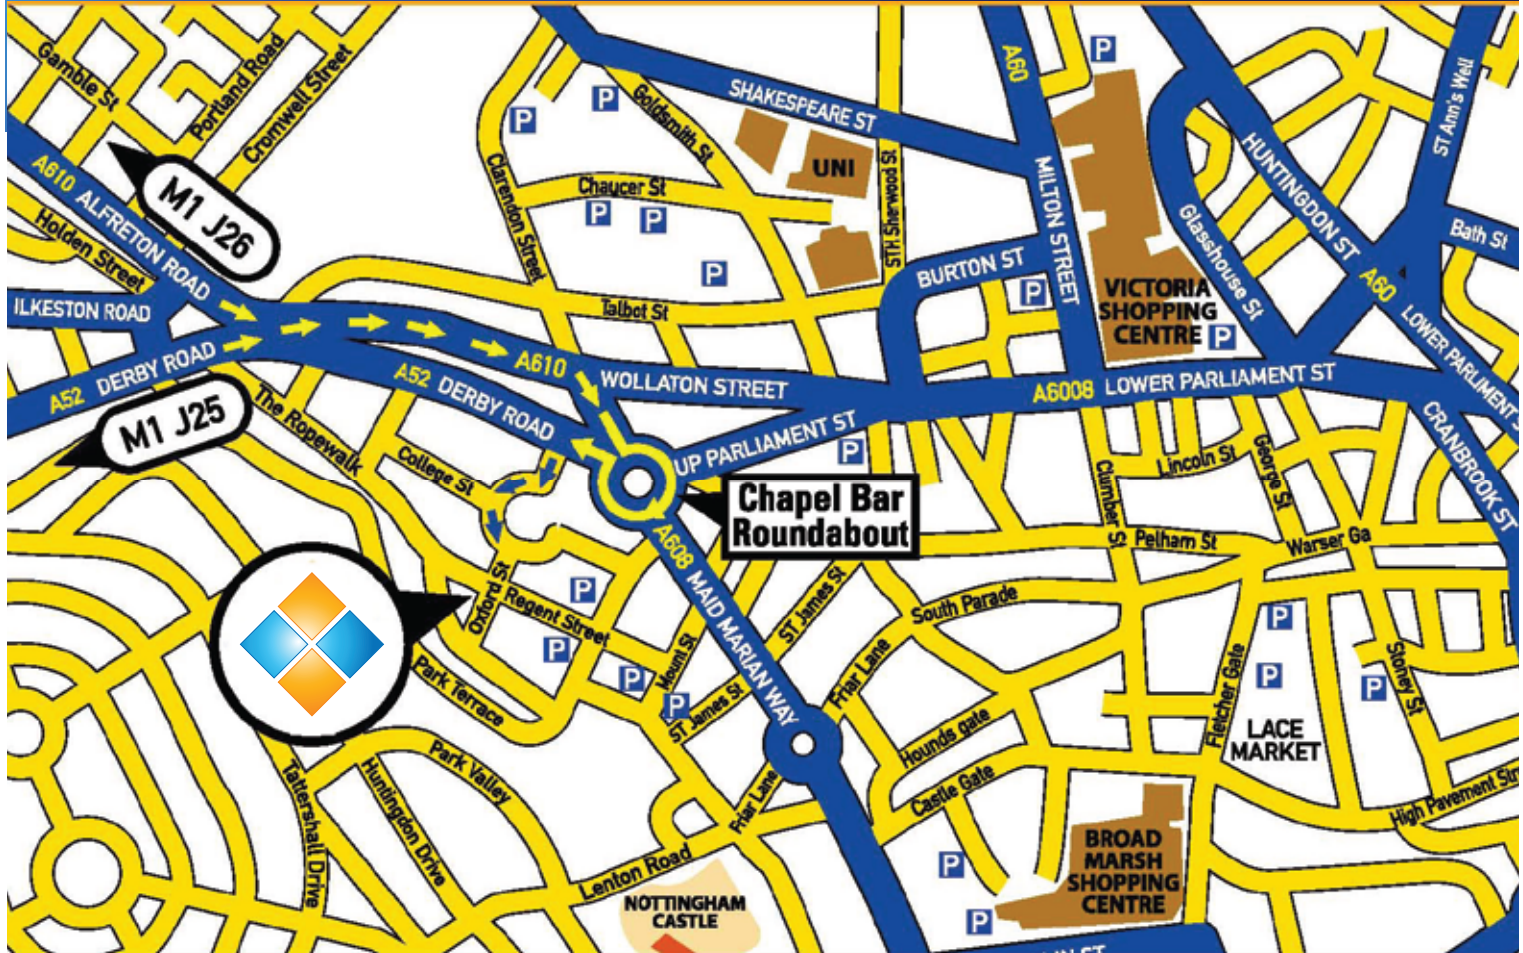 Gamble St
Portland Road
Cromwell Street
A610 ALFRETON ROAD
M1 J26
Holden Street
ILKESTON ROAD
A52 DERBY ROAD
M1 J25
The Ropewalk
P
P
Goldsmith St
SHAKESPEARE ST
UNI
Clarendon Street
Chaucer St
P
P
P
Talbot St
STH Sherwood St
A60
MILTON STREET
P
BURTON ST
P
VICTORIA
SHOPPING
CENTRE
P
Glasshouse St
HUNTINGDON ST
A60
LOWER PARLIMENT S
ST Ann's Well
Bath St
A610
WOLLATON STREET
A52 DERBY ROAD
UP PARLIAMENT ST
A6008 LOWER PARLIAMENT ST
CRANBROOK ST
P
Chapel Bar
Roundabout
College St
Oxford St
Regent Street
P
P
P
P
Mount St
ST James St
ST James St
A608 MAID MARIAN WAY
Friar Lane
Friar Lane
South Parade
Clumber St
Lincoln St
George St
Pelham St
Warser Ga
P
P
P
Stoney St
Fletcher Gate
LACE
MARKET
Hounds gate
Castle Gate
High Pavement Str
Park Terrace
Park Valley
Huntingdon Drive
Tattershall Drive
Lenton Road
NOTTINGHAM
CASTLE
BROAD
MARSH
SHOPPING
CENTRE
P
P